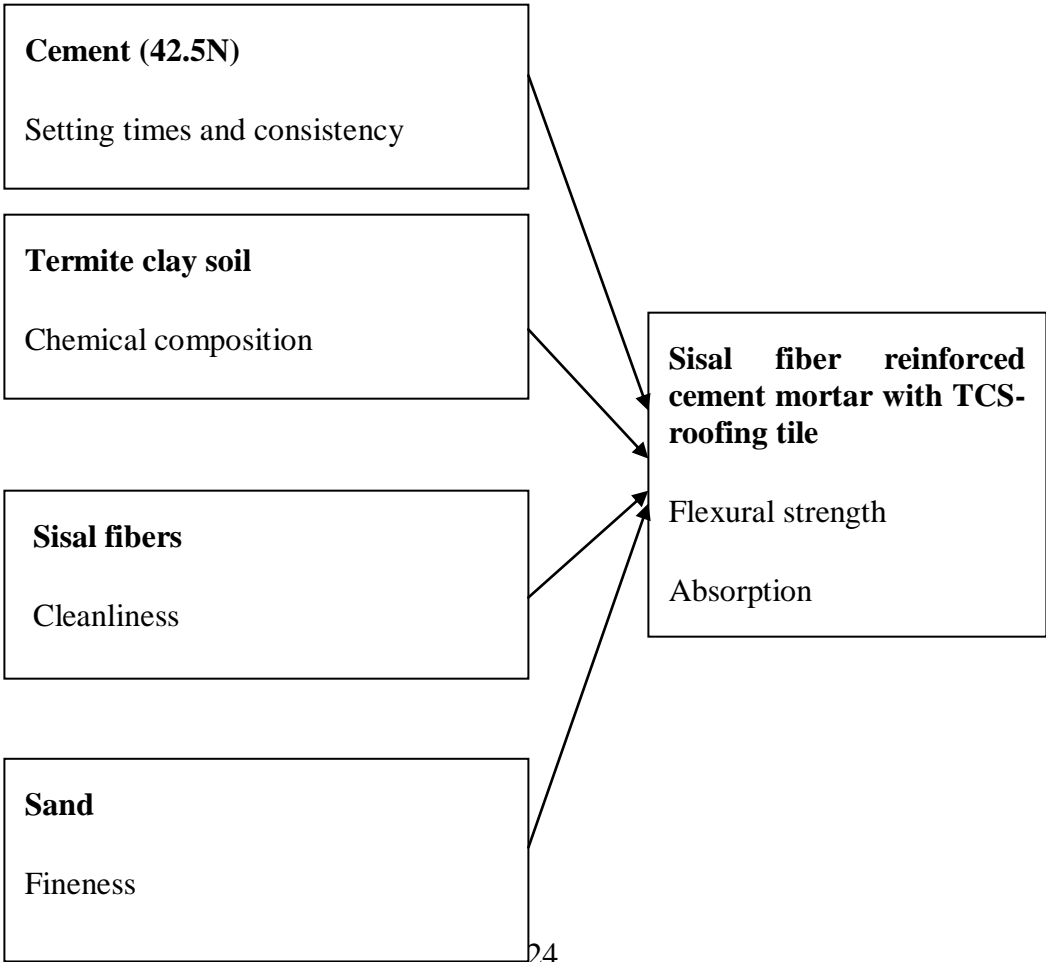 Cement (42.5N)
Setting times and consistency
Termite clay soil
Chemical composition
Sisal fibers
Cleanliness
Sand
Fineness
Sisal fiber reinforced
cement mortar with TCS-
roofing tile
Flexural strength
Absorption
24